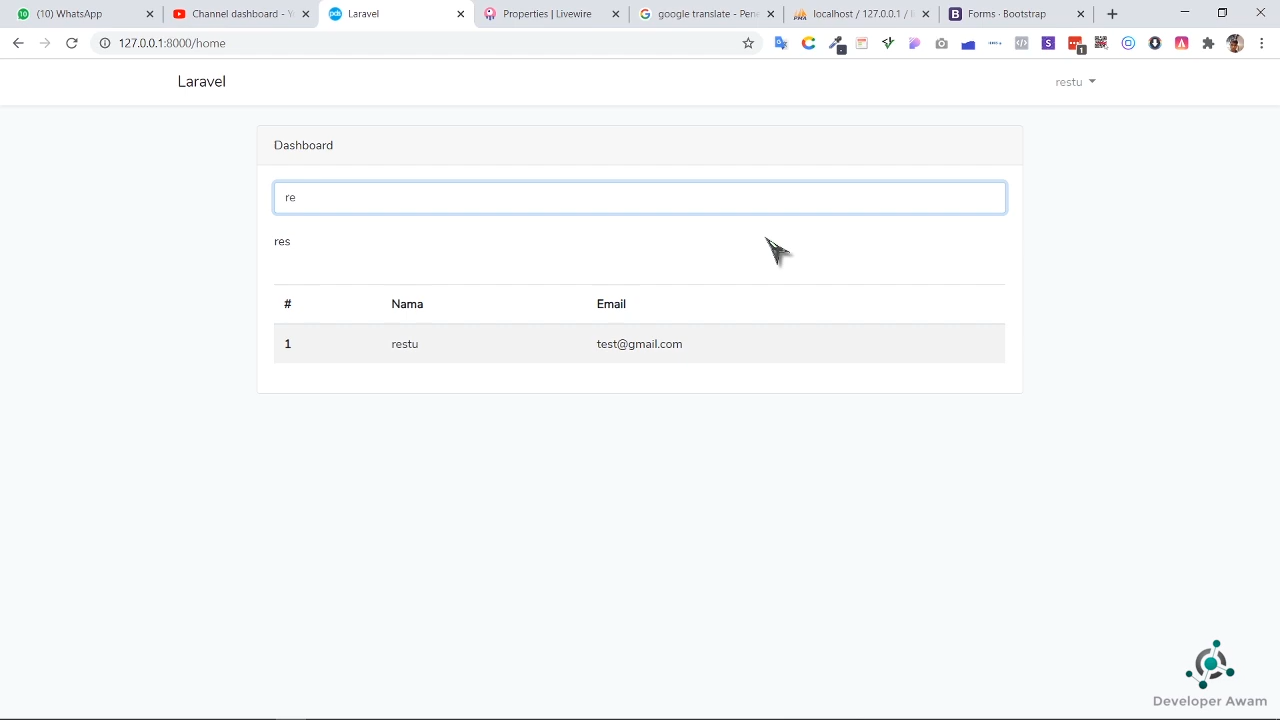 (10) WhatsApp
Channel dashboard - Y
Laravel
Properties | Livewire
google translate - Pen
localhost / 127.0.0.1 / l
Forms · Bootstrap
127.0.0.1:8000/home
Laravel
restu
Dashboard
re
res
# Nama Email
1 restu test@gmail.com
Developer Awam